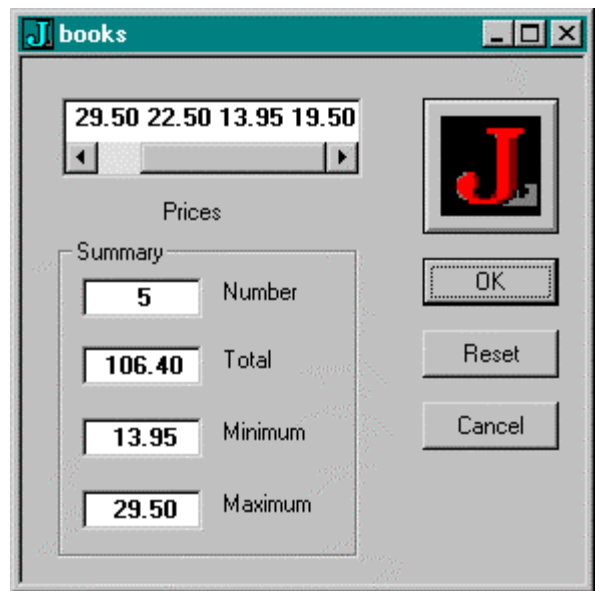 books
29.50 22.50 13.95 19.50
Prices
Summary
5 Number
106.40 Total
13.95 Minimum
29.50 Maximum
J
OK
Reset
Cancel